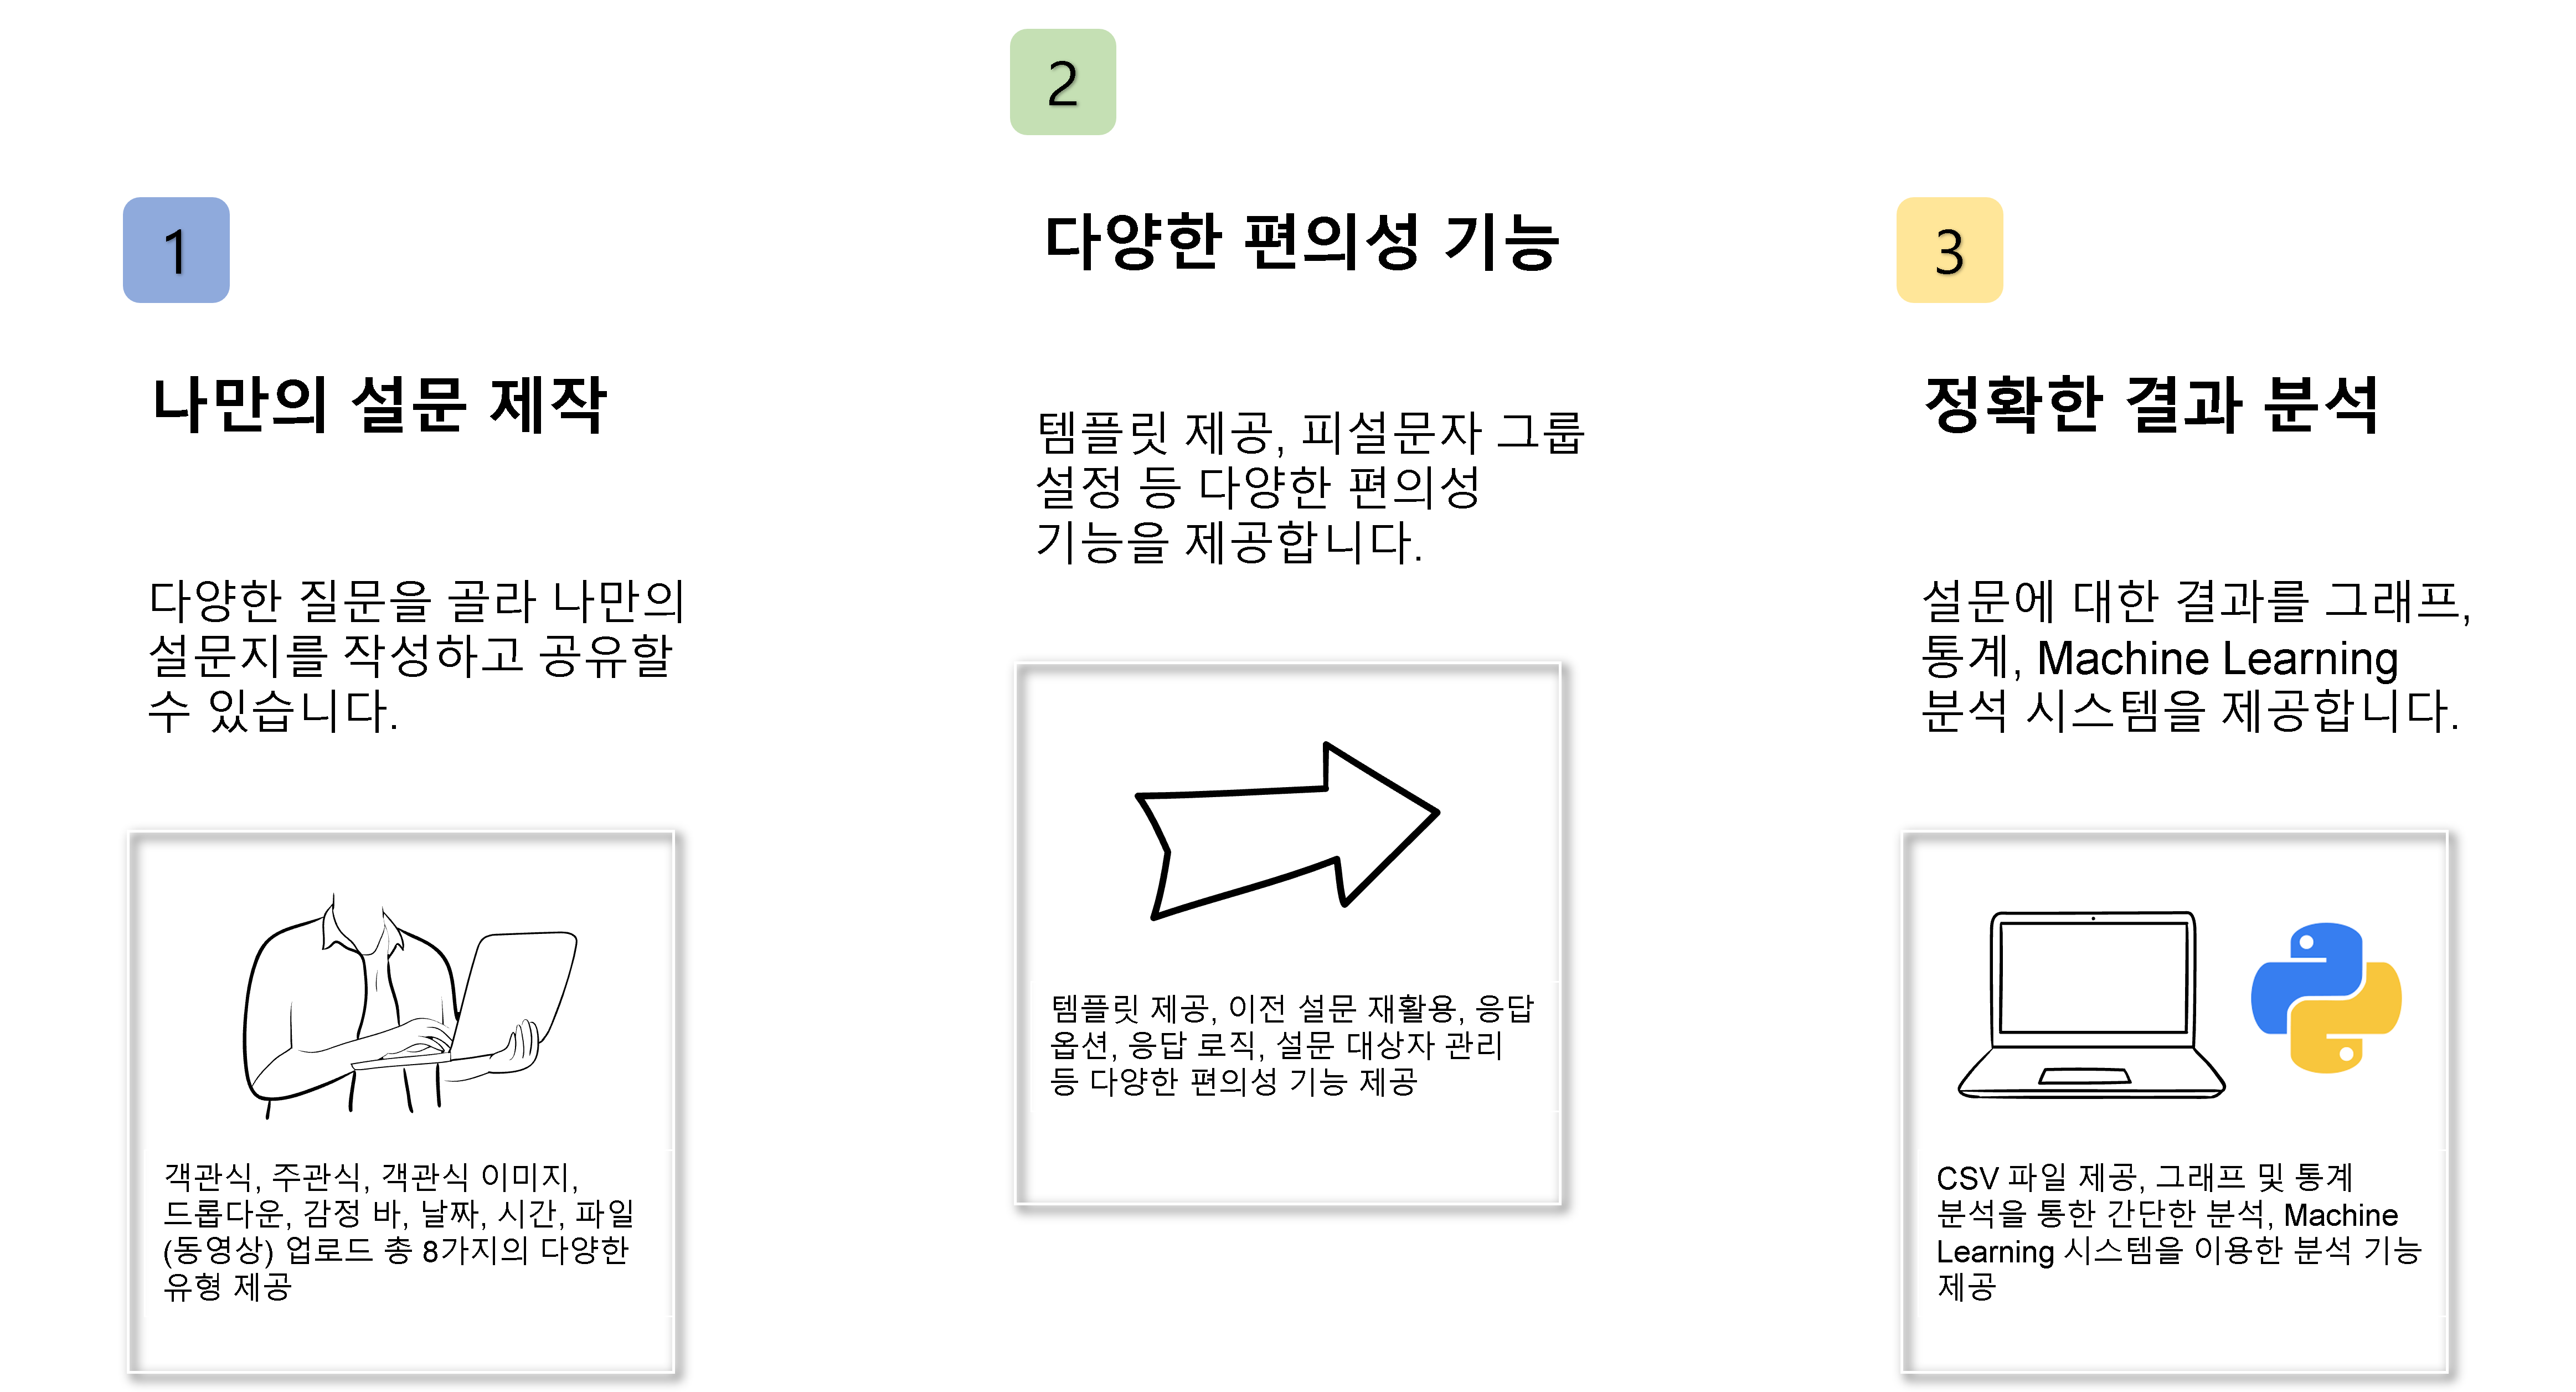 1
나만의 설문 제작
다양한 질문을 골라 나만의
설문지를 작성하고 공유할
수 있습니다.
객관식, 주관식, 객관식 이미지,
드롭다운, 감정 바, 날짜, 시간, 파일
(동영상) 업로드 총 8가지의 다양한
유형 제공
2
다양한 편의성 기능
템플릿 제공, 피설문자 그룹
설정 등 다양한 편의성
기능을 제공합니다.
템플릿 제공, 이전 설문 재활용, 응답
옵션, 응답 로직, 설문 대상자 관리
등 다양한 편의성 기능 제공
3
정확한 결과 분석
설문에 대한 결과를 그래프,
통계, Machine Learning
분석 시스템을 제공합니다.
CSV 파일 제공, 그래프 및 통계
분석을 통한 간단한 분석, Machine
Learning 시스템을 이용한 분석 기능
제공